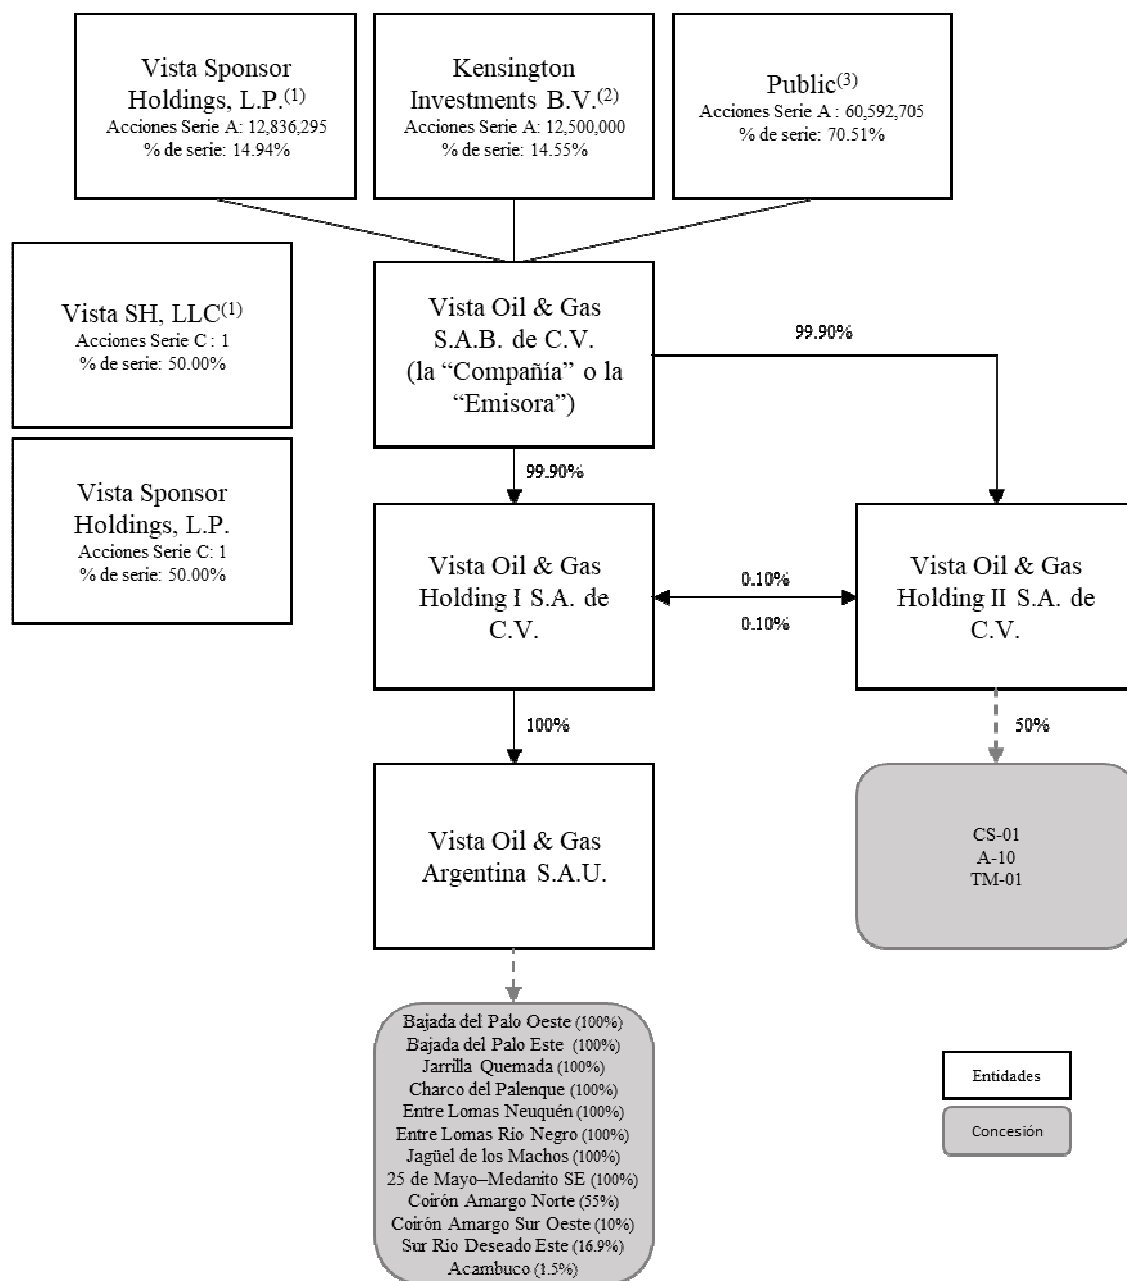 Vista Sponsor
Holdings, L.P.(1)
Acciones Serie A: 12,836,295
% de serie: 14.94%
Kensington
Investments B.V.(2)
Acciones Serie A: 12,500,000
% de serie: 14.55%
Public(3)
Acciones Serie A : 60,592,705
% de serie: 70.51%
Vista SH, LLC(1)
Acciones Serie C : 1
% de serie: 50.00%
Vista Oil & Gas
S.A.B. de C.V.
(la “Compañía” o la
“Emisora”)
99.90%
99.90%
Vista Sponsor
Holdings, L.P.
Acciones Serie C: 1
% de serie: 50.00%
Vista Oil & Gas
Holding I S.A. de
C.V.
0.10%
0.10%
Vista Oil & Gas
Holding II S.A. de
C.V.
100%
50%
Vista Oil & Gas
Argentina S.A.U.
CS-01
A-10
TM-01
Bajada del Palo Oeste (100%)
Bajada del Palo Este (100%)
Jarrilla Quemada (100%)
Charco del Palenque (100%)
Entre Lomas Neuquén (100%)
Entre Lomas Rio Negro (100%)
Jagüel de los Machos (100%)
25 de Mayo–Medanito SE (100%)
Coirón Amargo Norte (55%)
Coirón Amargo Sur Oeste (10%)
Sur Rio Deseado Este (16.9%)
Acambuco (1.5%)
Entidades
Concesión